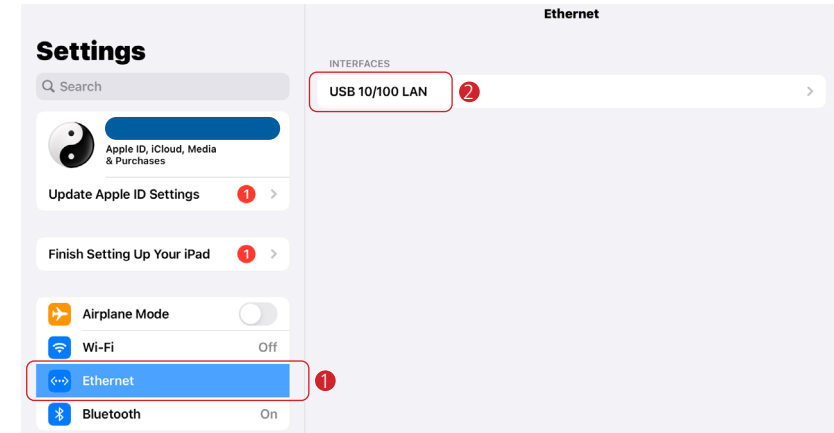 Ethernet
Settings
INTERFACES
Search
USB 10/100 LAN
2
Apple ID, iCloud, Media
& Purchases
Update Apple ID Settings 1
Finish Setting Up Your iPad 1
Airplane Mode
Wi-Fi Off
Ethernet
1
Bluetooth On